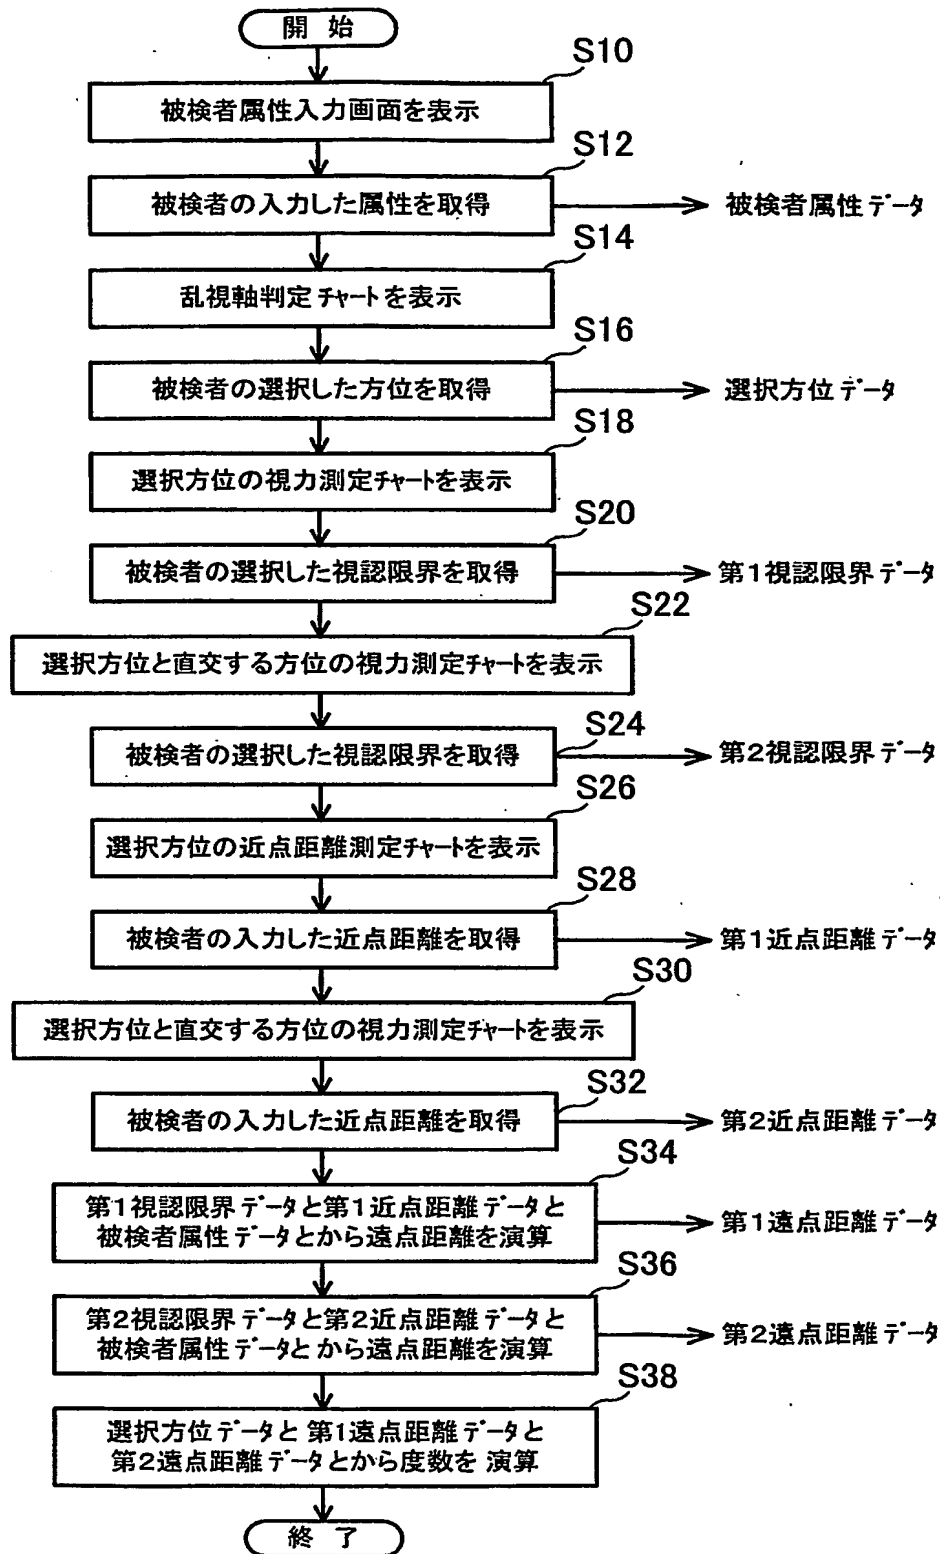 開 始
S10
被検者属性入力画面を表示
S12
被検者の入力した属性を取得
被検者属性データ
S14
乱視軸判定チャートを表示
S16
被検者の選択した方位を取得
選択方位データ
S18
選択方位の視力測定チャートを表示
S20
被検者の選択した視認限界を取得
第1視認限界データ
S22
選択方位と直交する方位の視力測定チャートを表示
S24
被検者の選択した視認限界を取得
第2視認限界データ
S26
選択方位の近点距離測定チャートを表示
S28
被検者の入力した近点距離を取得
第1近点距離データ
S30
選択方位と直交する方位の視力測定チャートを表示
S32
被検者の入力した近点距離を取得
第2近点距離データ
S34
第1視認限界データと第1近点距離データと
被検者属性データとから遠点距離を演算
第1遠点距離データ
S36
第2視認限界データと第2近点距離データと
被検者属性データとから遠点距離を演算
第2遠点距離データ
S38
選択方位データと第1遠点距離データと
第2遠点距離データとから度数を演算
終 了